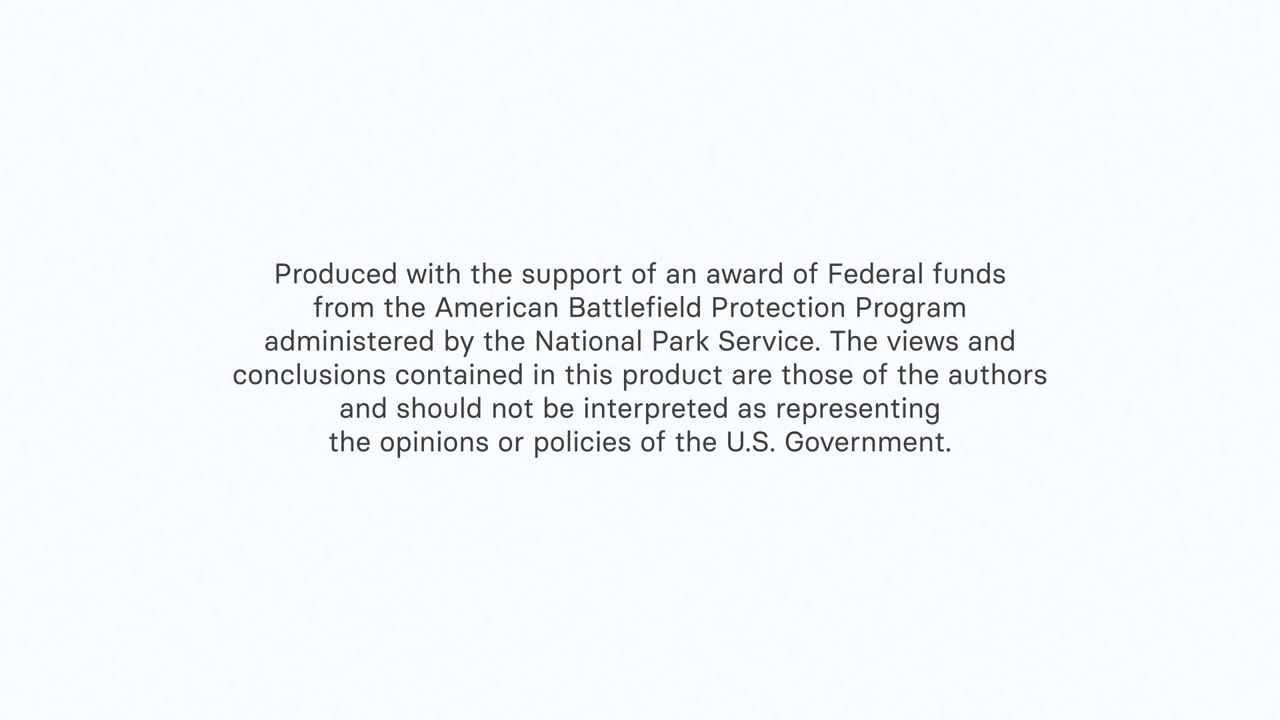 Produced with the support of an award of Federal funds
from the American Battlefield Protection Program
administered by the National Park Service. The views and
conclusions contained in this product are those of the authors
and should not be interpreted as representing
the opinions or policies of the U.S. Government.